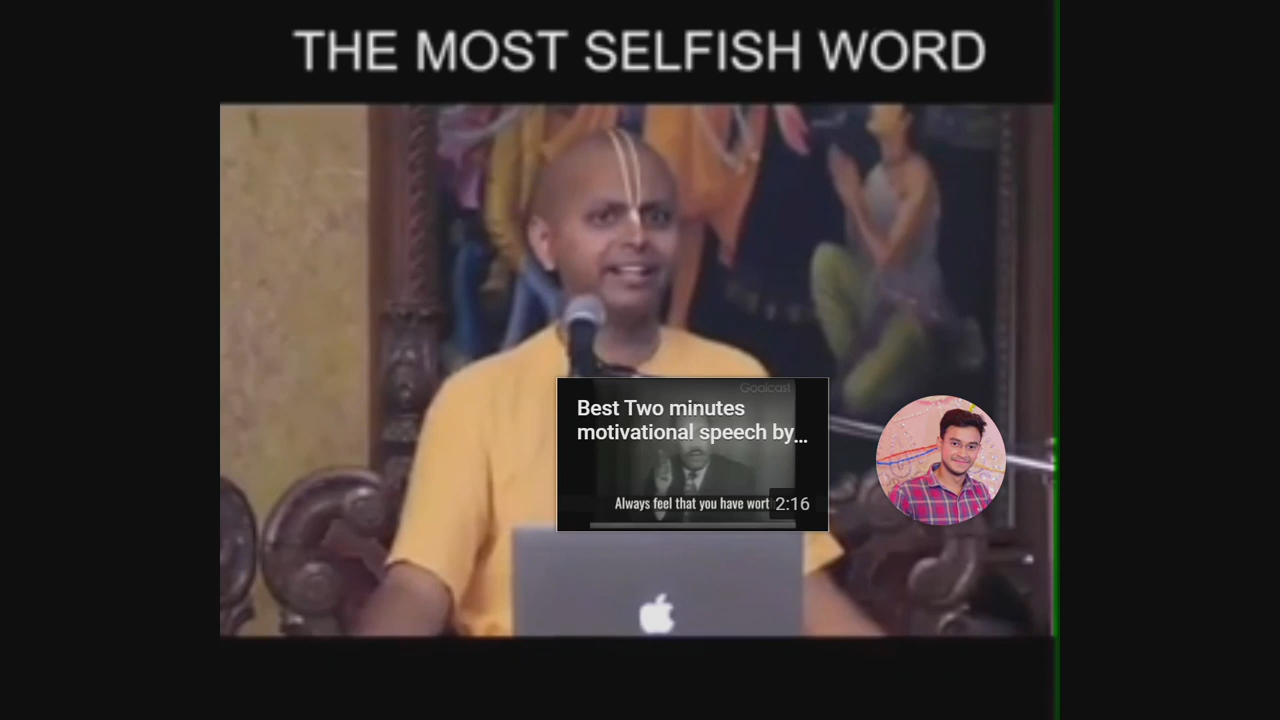 THE MOST SELFISH WORD
Goalcast
Best Two minutes
motivational speech by...
Always feel that you have wort
2:16